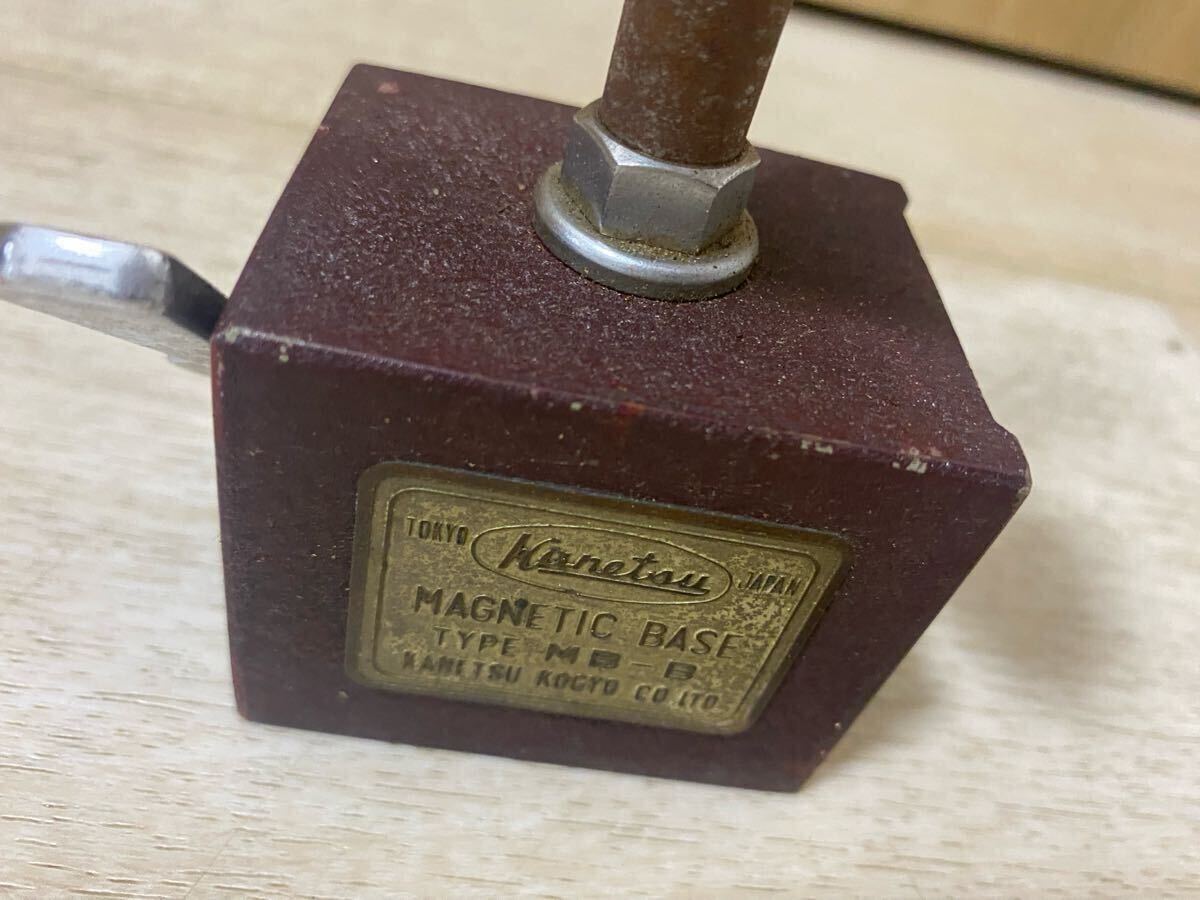 TOKYO Kanetsu JAPAN
MAGNETIC BASE
TYPE MB-B
KANETSU KOGYO CO LTD